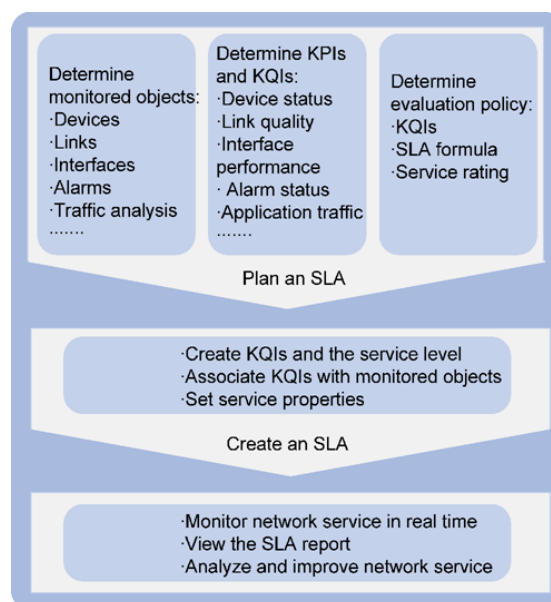 Determine
monitored objects:
·Devices
·Links
·Interfaces
·Alarms
·Traffic analysis
.......
Determine KPIs
and KQIs:
·Device status
·Link quality
·Interface
performance
· Alarm status
·Application traffic
·......
Determine
evaluation policy:
·KQIs
·SLA formula
·Service rating
Plan an SLA
·Create KQIs and the service level
·Associate KQIs with monitored objects
·Set service properties
Create an SLA
·Monitor network service in real time
·View the SLA report
·Analyze and improve network service